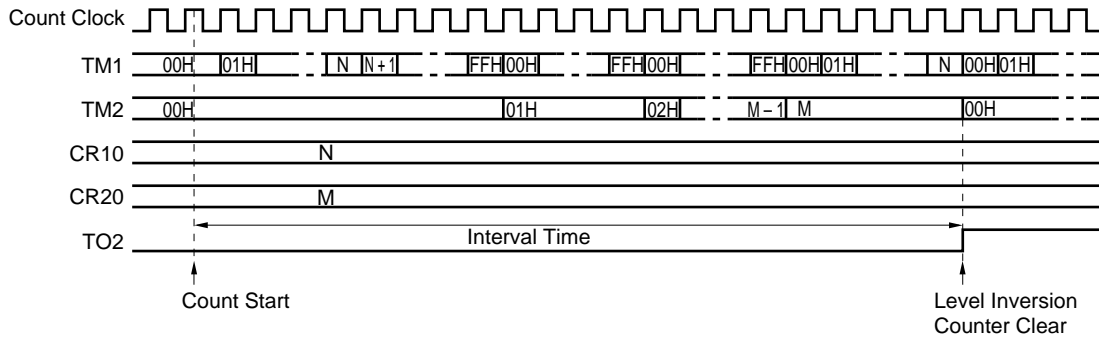 Count Clock
TM1 00H 01H N N + 1 FFH 00H FFH 00H FFH 00H 01H N 00H 01H
TM2 00H 01H 02H M – 1 M 00H
CR10 N
CR20 M
TO2 Interval Time
Count Start
Level Inversion
Counter Clear